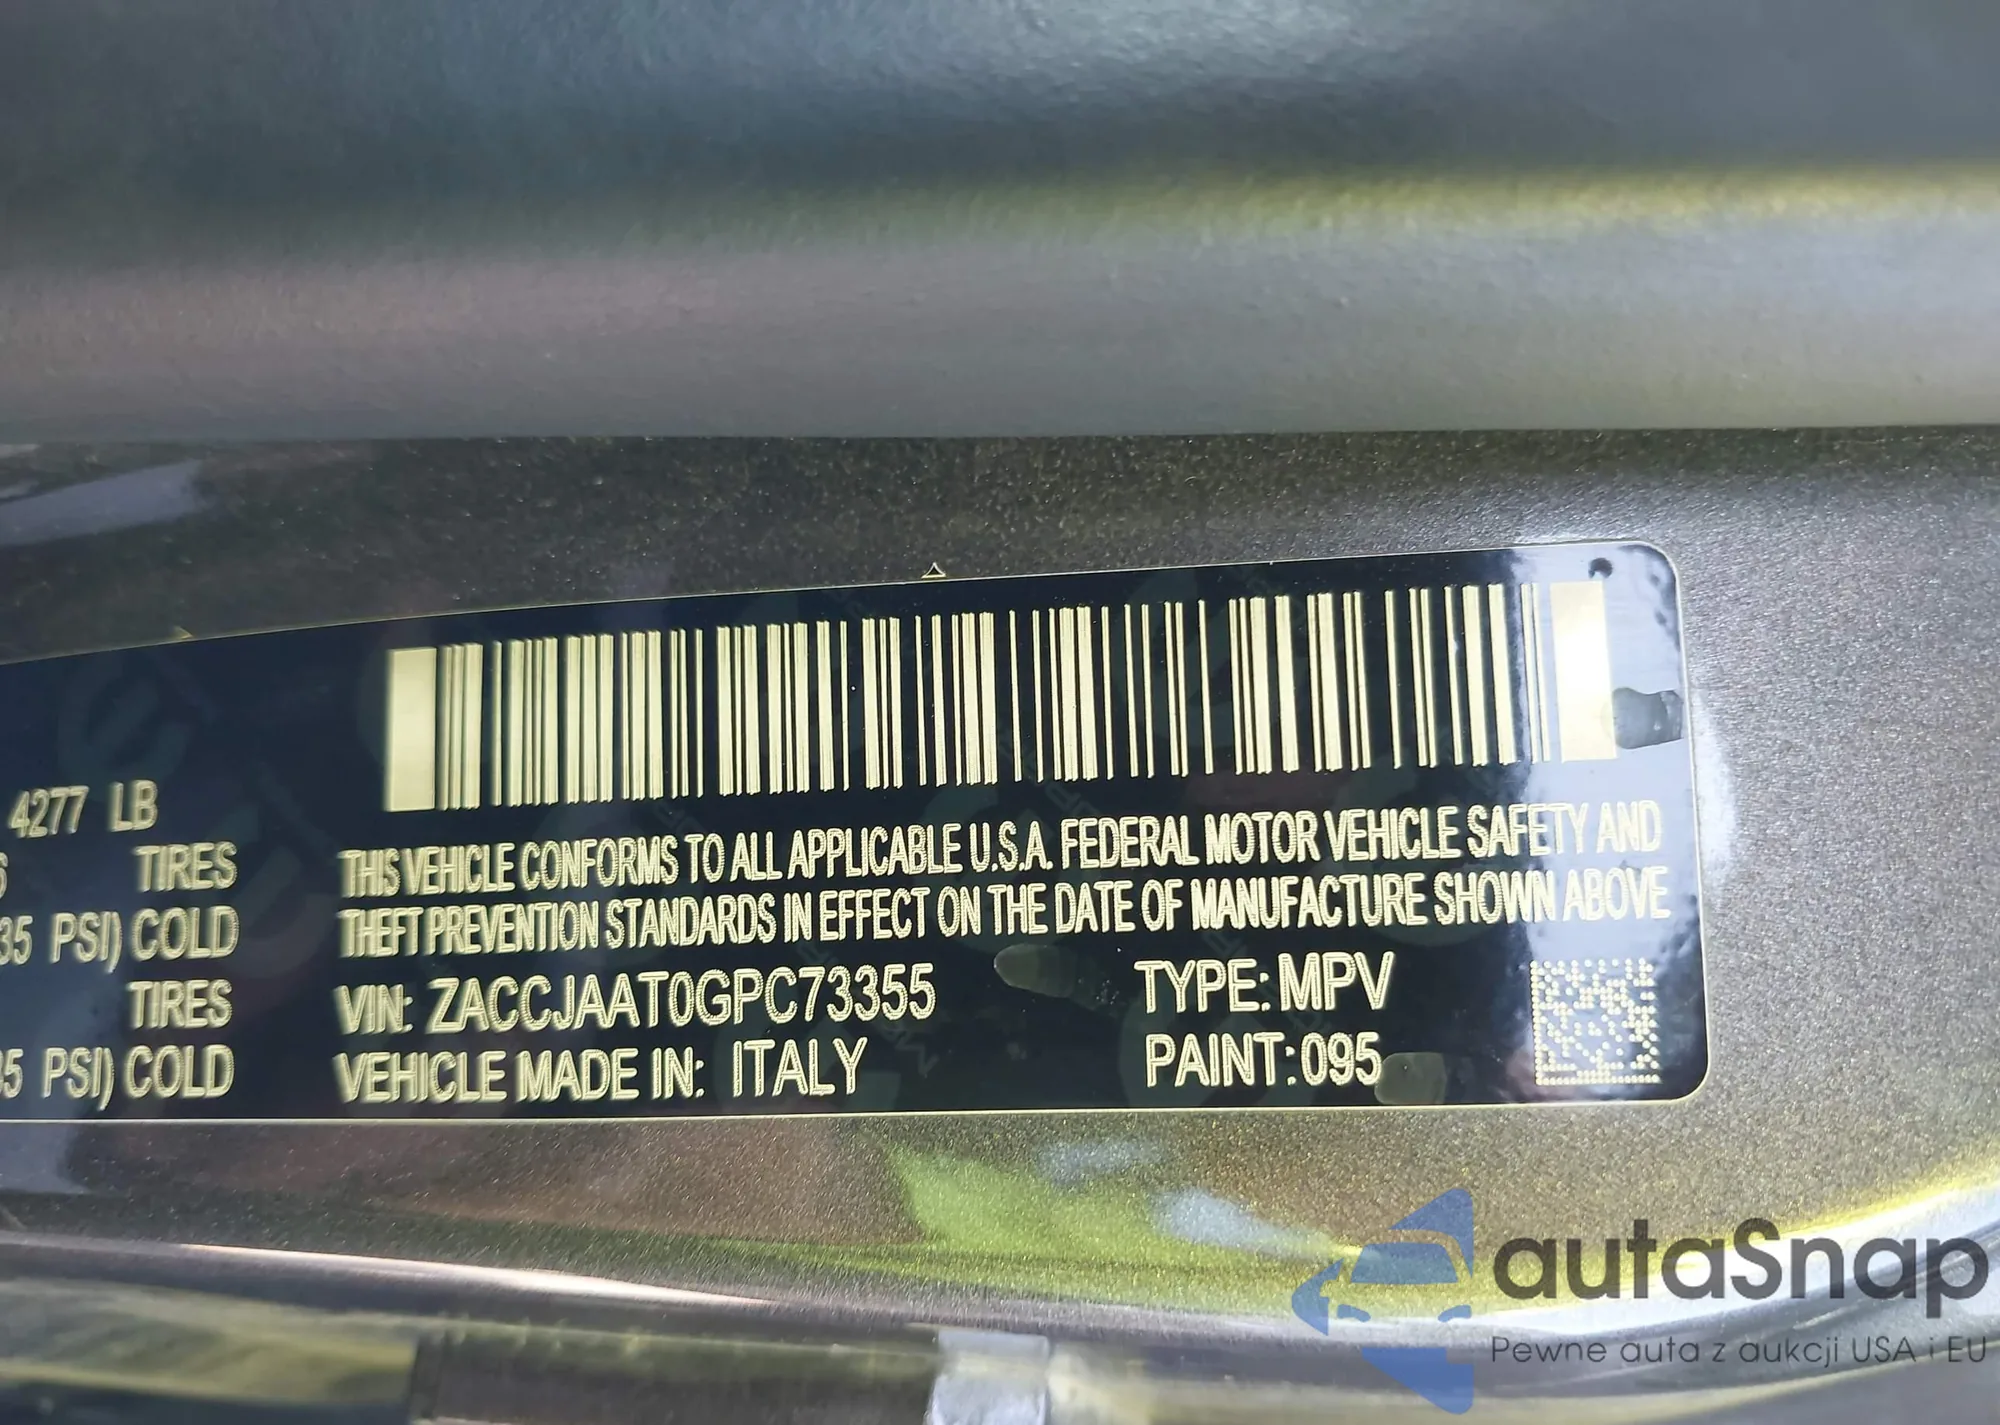 4277 LB
TIRES
35 PSI) COLD
TIRES
35 PSI) COLD
THIS VEHICLE CONFORMS TO ALL APPLICABLE U.S.A. FEDERAL MOTOR VEHICLE SAFETY AND
THEFT PREVENTION STANDARDS IN EFFECT ON THE DATE OF MANUFACTURE SHOWN ABOVE
VIN: ZACCJAAT0GPC73355 TYPE: MPV
VEHICLE MADE IN: ITALY PAINT: 095
autaSnap
Pewne auta z aukcji USA i EU